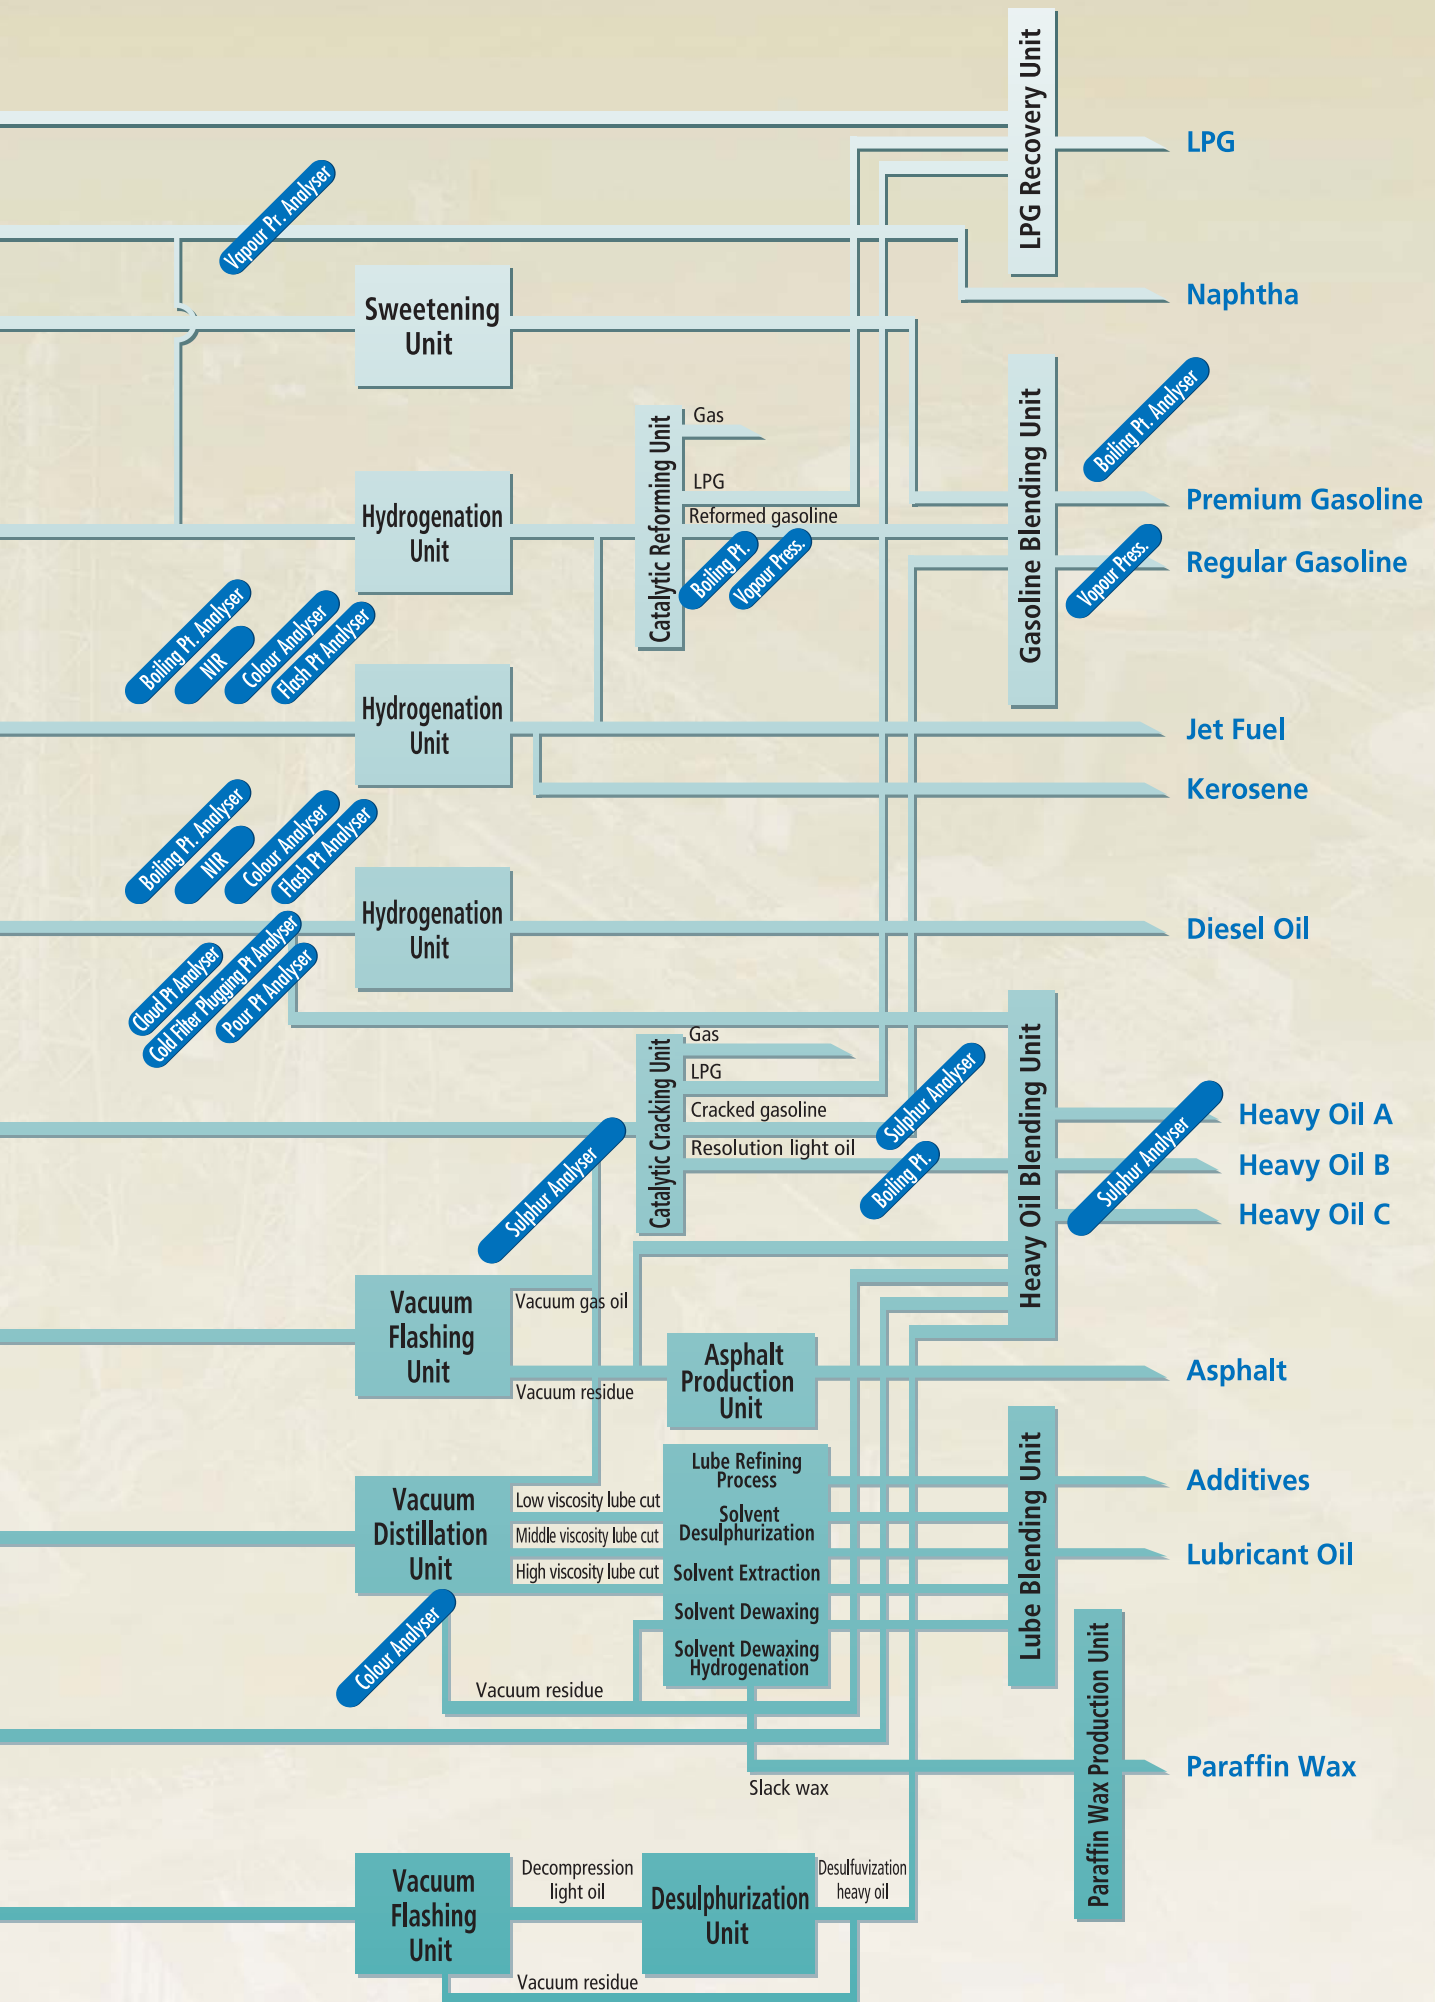 LPG Recovery Unit
LPG
Vapour Pr. Analyser
Naphtha
Sweetening
Unit
Boiling Pt. Analyser
Gasoline Blending Unit
Catalytic Reforming Unit
Gas
LPG
Reformed gasoline
Hydrogenation
Unit
Premium Gasoline
Regular Gasoline
Boiling Pt.
Vopour Press.
Vopour Press.
Boiling Pt. Analyser
NIR
Colour Analyser
Flash Pt Analyser
Hydrogenation
Unit
Jet Fuel
Kerosene
Boiling Pt. Analyser
NIR
Colour Analyser
Flash Pt Analyser
Hydrogenation
Unit
Diesel Oil
Cloud Pt Analyser
Cold Filter Plugging Pt Analyser
Pour Pt Analyser
Heavy Oil Blending Unit
Catalytic Cracking Unit
Gas
LPG
Cracked gasoline
Resolution light oil
Sulphur Analyser
Boiling Pt.
Sulphur Analyser
Sulphur Analyser
Heavy Oil A
Heavy Oil B
Heavy Oil C
Vacuum
Flashing
Unit
Vacuum gas oil
Vacuum residue
Asphalt
Production
Unit
Asphalt
Vacuum
Distillation
Unit
Low viscosity lube cut
Middle viscosity lube cut
High viscosity lube cut
Lube Refining
Process
Solvent
Desulphurization
Solvent Extraction
Solvent Dewaxing
Solvent Dewaxing
Hydrogenation
Lube Blending Unit
Additives
Lubricant Oil
Colour Analyser
Vacuum residue
Slack wax
Paraffin Wax Production Unit
Paraffin Wax
Vacuum
Flashing
Unit
Decompression
light oil
Desulphurization
Unit
Desulfuvization
heavy oil
Vacuum residue